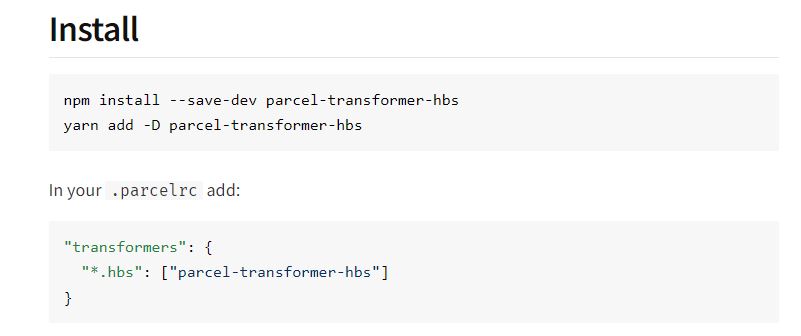 Install
npm install --save-dev parcel-transformer-hbs
yarn add -D parcel-transformer-hbs
In your .parcelrc add:
"transformers": {
"*.hbs": ["parcel-transformer-hbs"]
}